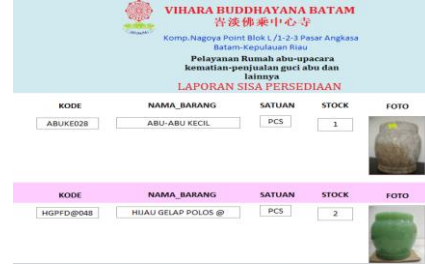 VIHARA BUDDHAYANA BATAM
峇淡佛乘中心寺
Komp.Nagoya Point Blok L /1-2-3 Pasar Angkasa
Batam-Kepulauan Riau
Pelayanan Rumah abu-upacara
kematian-penjualan guci abu dan
lainnya
LAPORAN SISA PERSEDIAAN
KODE NAMA_BARANG SATUAN STOCK FOTO
ABUKE028 ABU-ABU KECIL PCS 1
KODE NAMA_BARANG SATUAN STOCK FOTO
HGPFD@048 HIJAU GELAP POLOS @ PCS 2